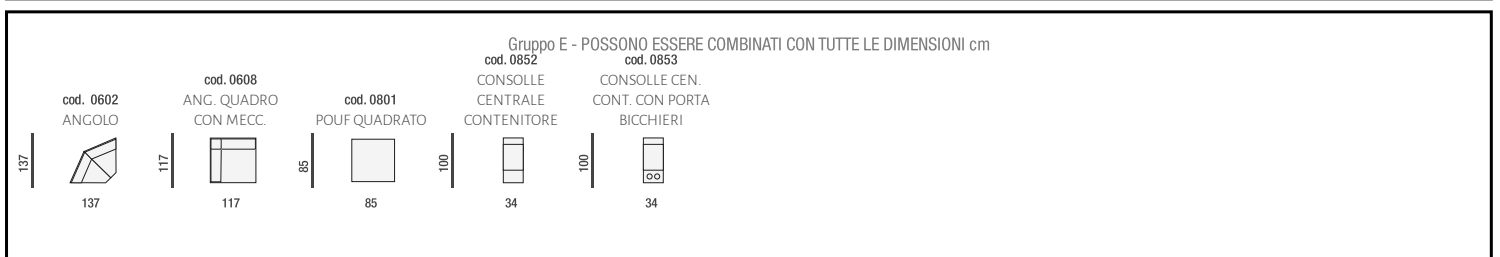 Gruppo E - POSSONO ESSERE COMBINATI CON TUTTE LE DIMENSIONI cm
cod. 0602
ANGOLO
137
137
cod. 0608
ANG. QUADRO
CON MECC.
117
117
cod. 0801
POUF QUADRATO
85
85
cod. 0852
CONSOLLE
CENTRALE
CONTENITORE
100
34
cod. 0853
CONSOLLE CEN.
CONT. CON PORTA
BICCHIERI
100
34